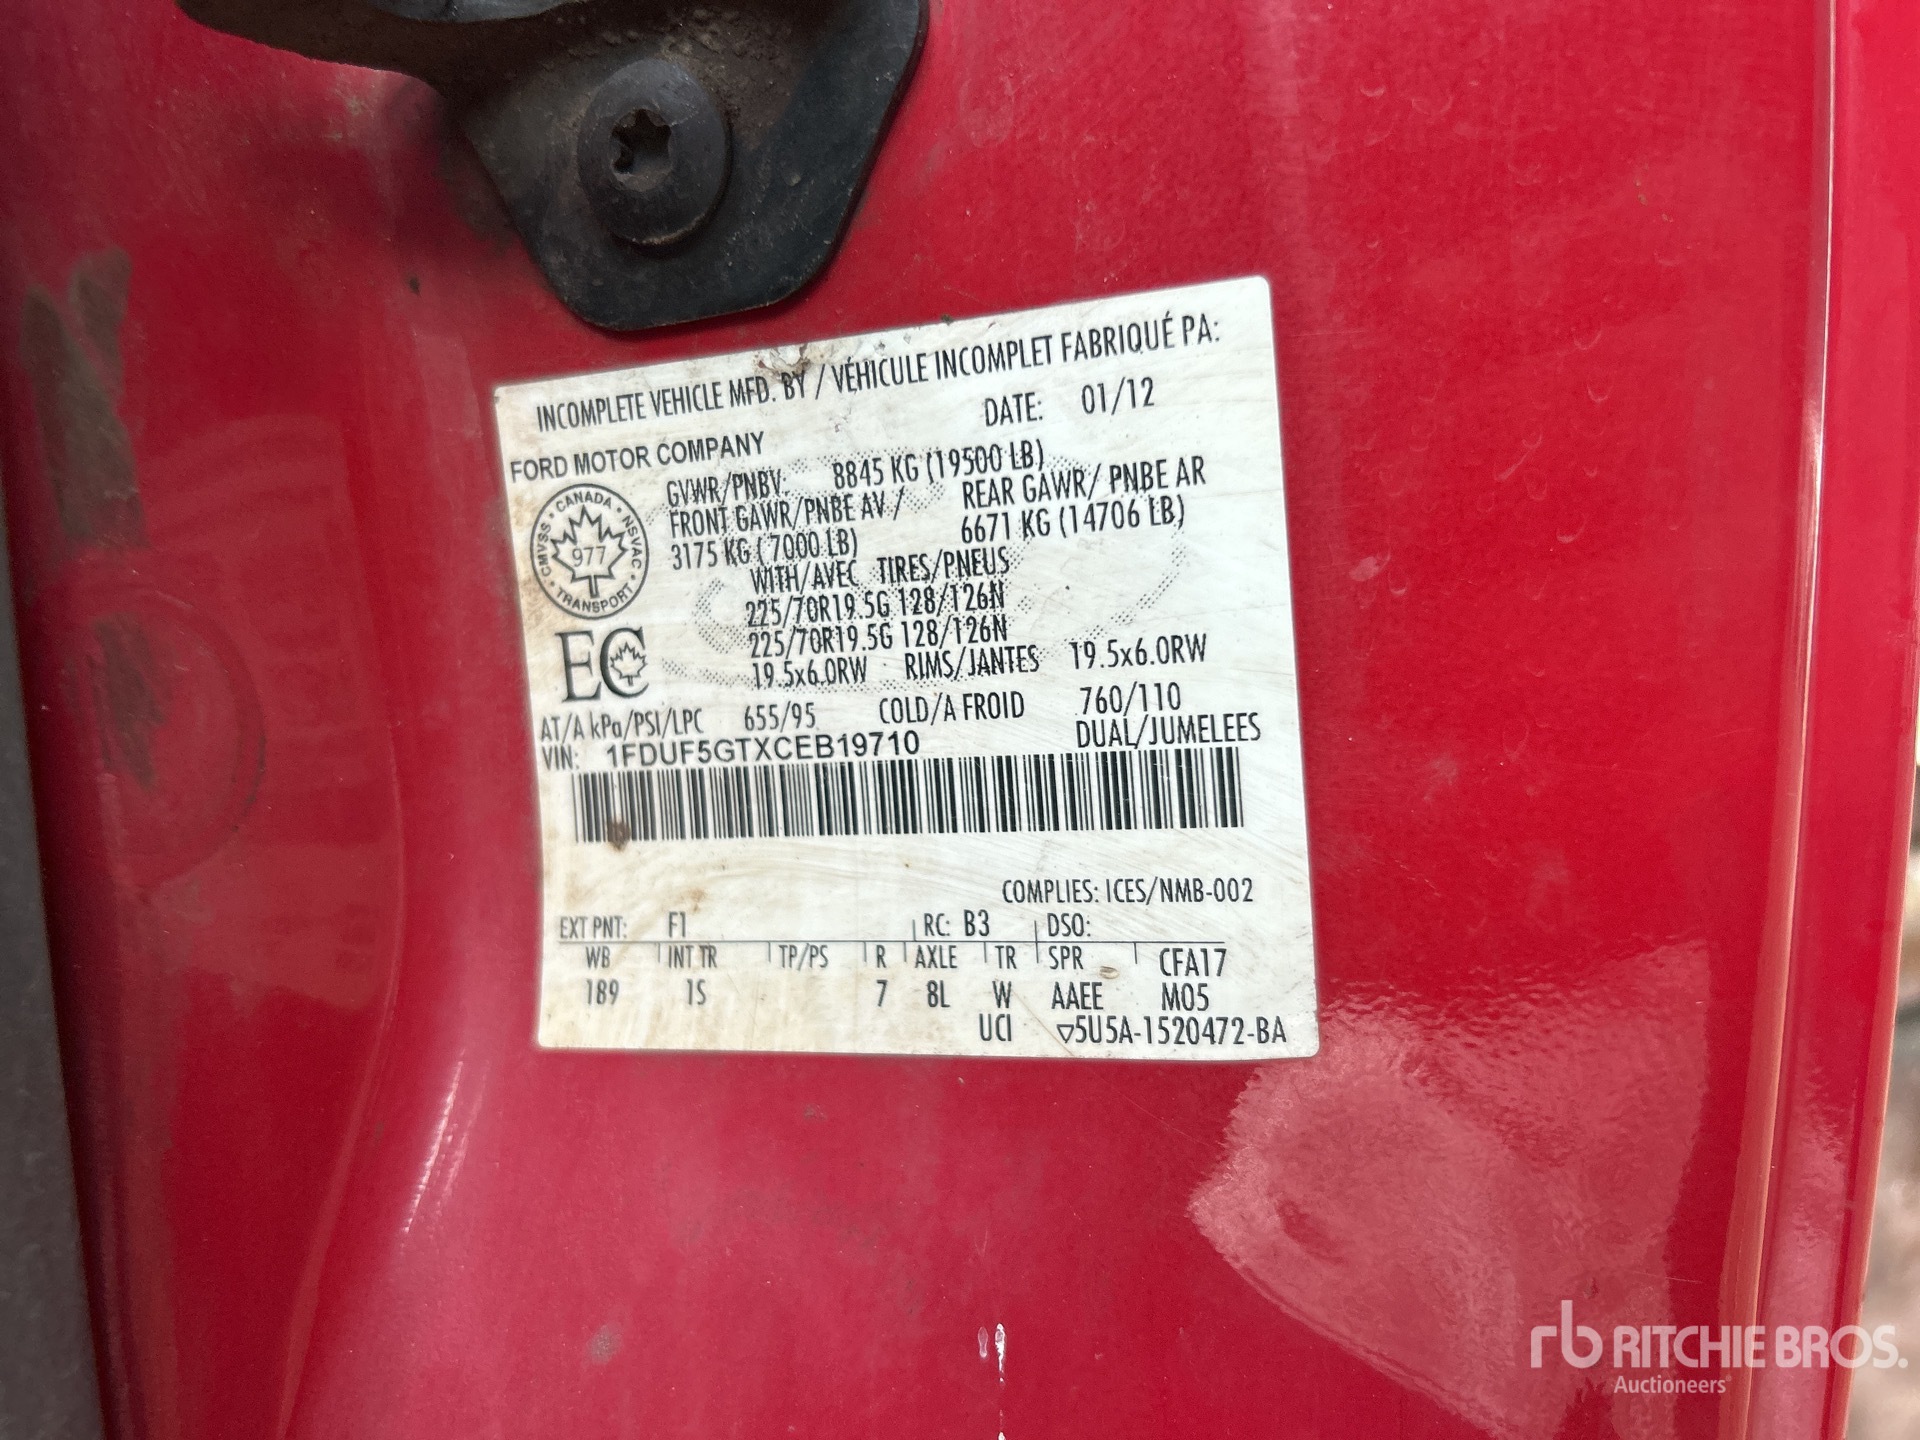 INCOMPLETE VEHICLE MFD. BY / VÉHICULE INCOMPLET FABRIQUÉ PA:
DATE: 01/12
FORD MOTOR COMPANY
GVWR/PNBV: 8845 KG (19500 LB)
FRONT GAWR/PNBE AV / REAR GAWR/ PNBE AR
3175 KG ( 7000 LB) 6671 KG (14706 LB)
WITH/AVEC TIRES/PNEUS
225/70R19.5G 128/126N
225/70R19.5G 128/126N
19.5x6.0RW RIMS/JANTES 19.5x6.0RW
CANADA • NSVAC • TRANSPORT • CMVSS •
977
EC
AT/A kPa/PSI/LPC 655/95 COLD/A FROID 760/110
VIN: 1FDUF5GTXCEB19710 DUAL/JUMELEES
COMPLIES: ICES/NMB-002
EXT PNT: F1 RC: B3 DSO:
WB INT TR TP/PS R AXLE TR SPR CFA17
189 1S 7 8L W AAEE M05
UCI ▽5U5A-1520472-BA
rb RITCHIE BROS.
Auctioneers